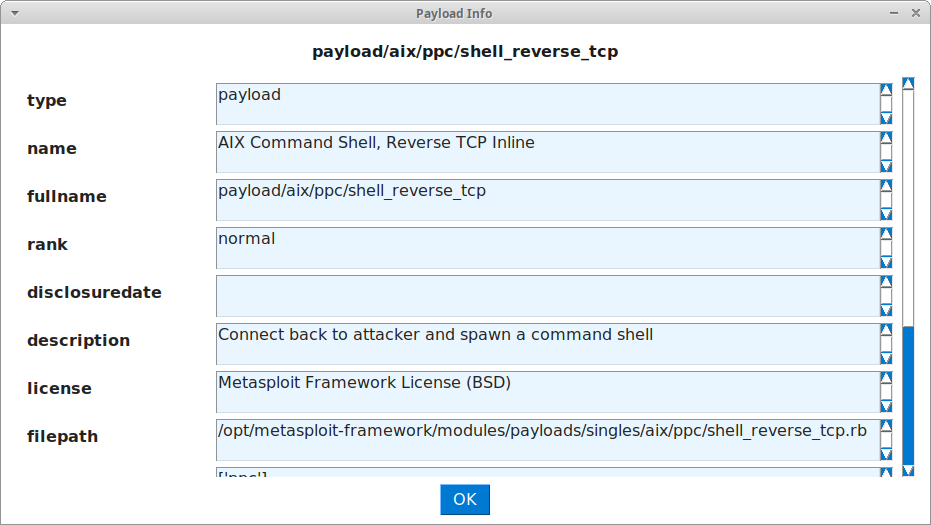 Payload Info
payload/aix/ppc/shell_reverse_tcp
type
payload
name
AIX Command Shell, Reverse TCP Inline
fullname
payload/aix/ppc/shell_reverse_tcp
rank
normal
disclosuredate
description
Connect back to attacker and spawn a command shell
license
Metasploit Framework License (BSD)
filepath
/opt/metasploit-framework/modules/payloads/singles/aix/ppc/shell_reverse_tcp.rb
['ppc']
OK